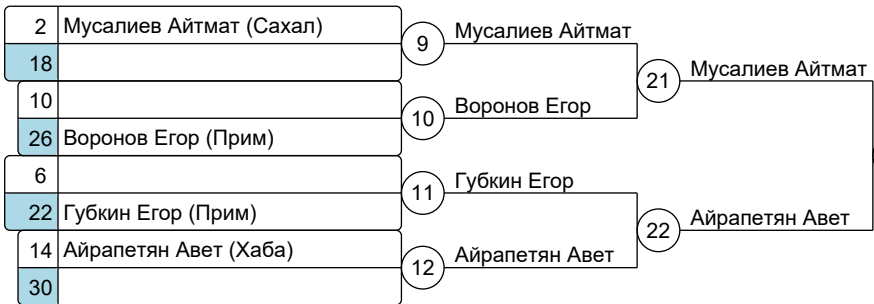 2 Мусалиев Айтмат (Сахал)
18
10
26 Воронов Егор (Прим)
6
22 Губкин Егор (Прим)
14 Айрапетян Авет (Хаба)
30
9 Мусалиев Айтмат
10 Воронов Егор
11 Губкин Егор
12 Айрапетян Авет
21 Мусалиев Айтмат
22 Айрапетян Авет